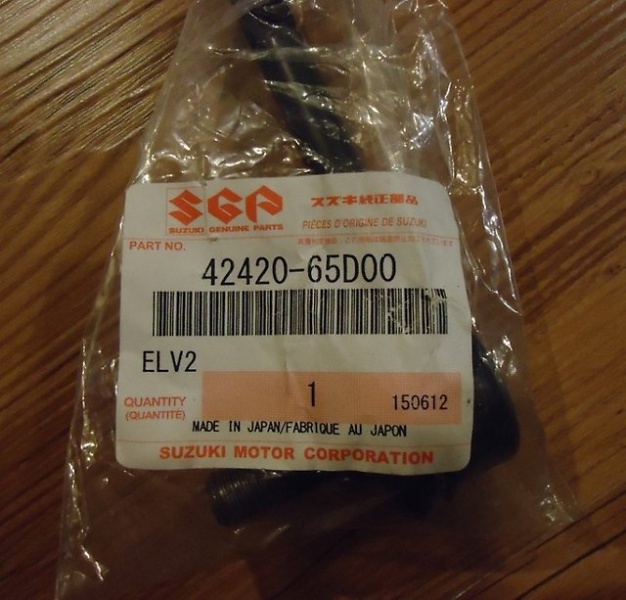 SGP
スズキ純正部品
SUZUKI GENUINE PARTS
PIÈCES D'ORIGINE DE SUZUKI
PART NO.
42420-65D00
ELV2
QUANTITY
(QUANTITÉ)
1
150612
MADE IN JAPAN/FABRIQUE AU JAPON
SUZUKI MOTOR CORPORATION